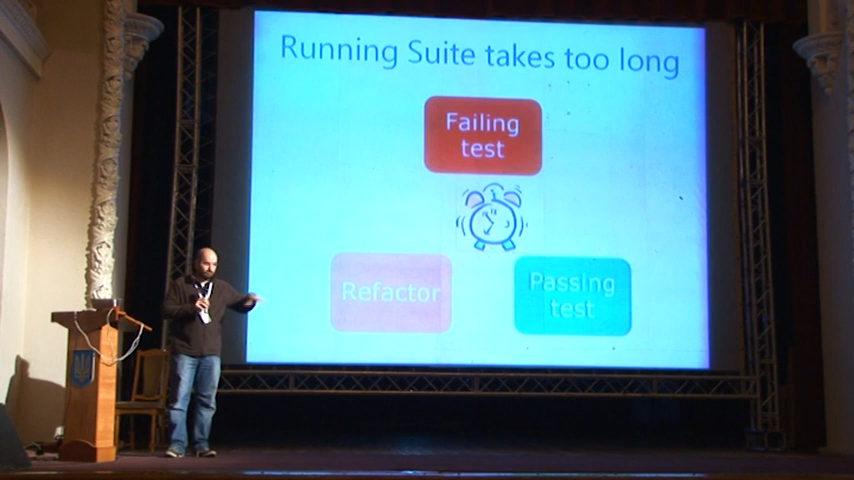 Running Suite takes too long
Failing
test
Refactor
Passing
test